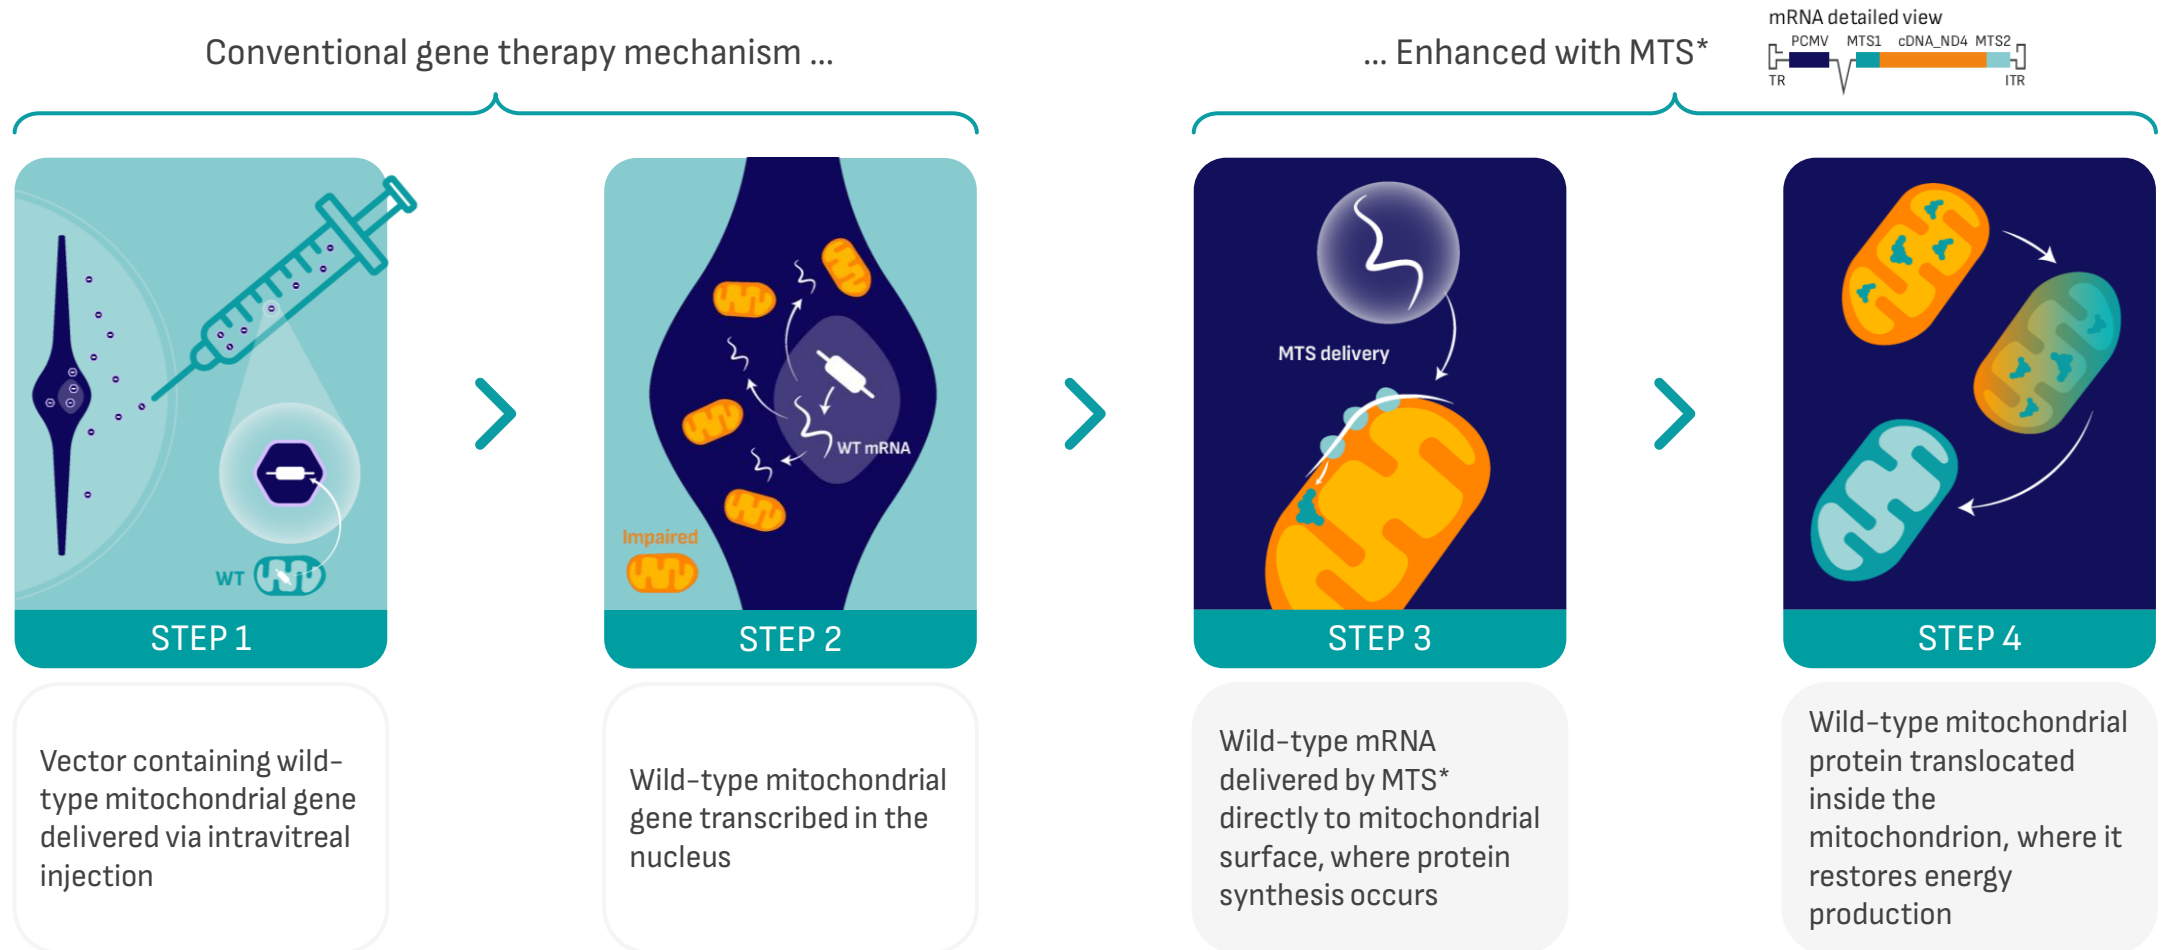 Conventional gene therapy mechanism ...
... Enhanced with MTS*
mRNA detailed view
PCMV MTS1 cDNA_ND4 MTS2
TR ITR
WT
STEP 1
Vector containing wild-
type mitochondrial gene
delivered via intravitreal
injection
WT mRNA
Impaired
STEP 2
Wild-type mitochondrial
gene transcribed in the
nucleus
MTS delivery
STEP 3
Wild-type mRNA
delivered by MTS*
directly to mitochondrial
surface, where protein
synthesis occurs
STEP 4
Wild-type mitochondrial
protein translocated
inside the
mitochondrion, where it
restores energy
production